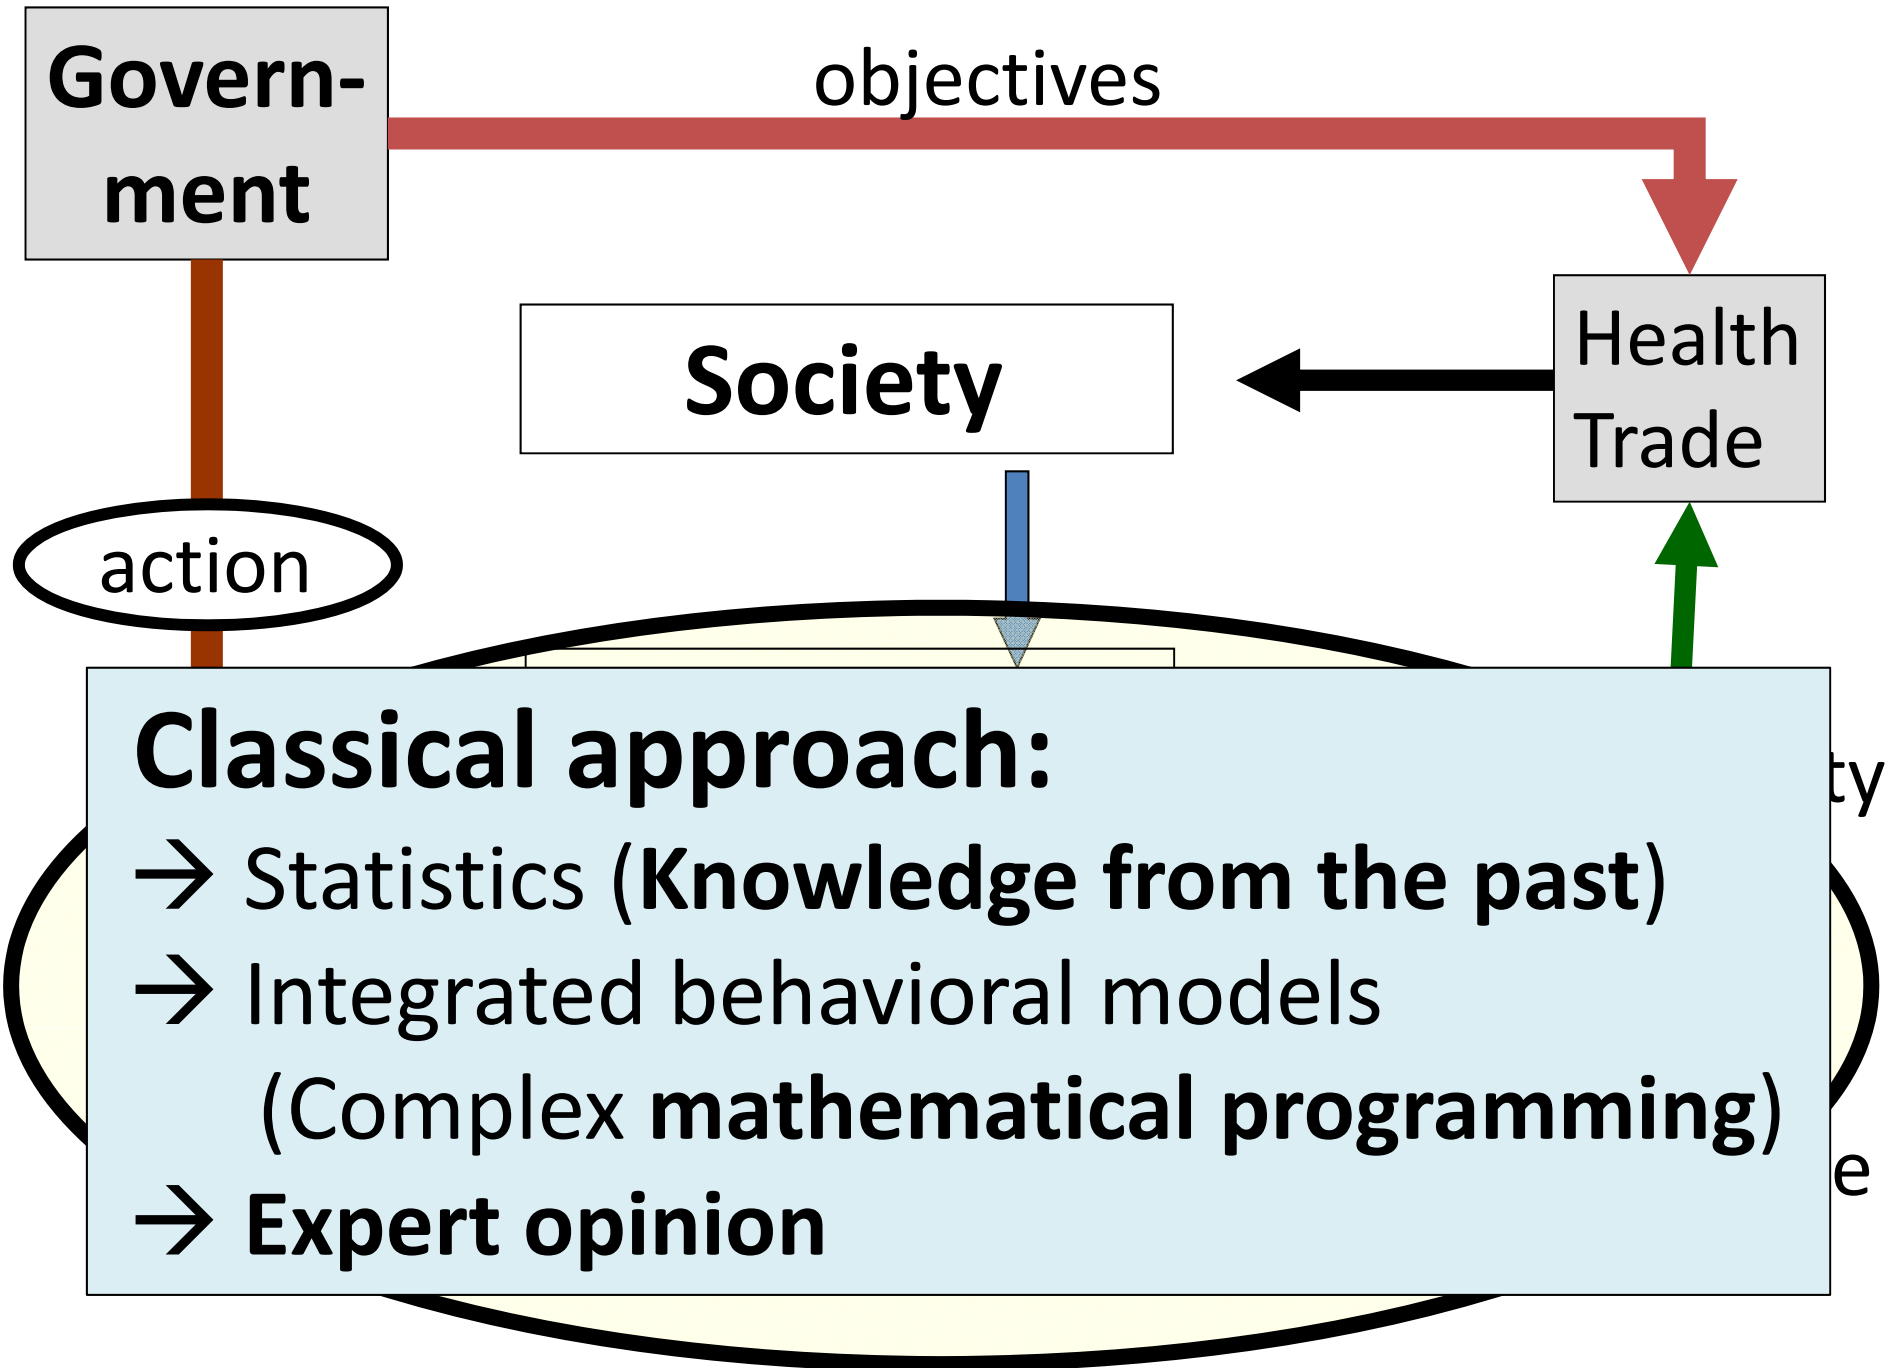 Govern-
ment
objectives
Society
Health
Trade
action
Classical approach:
→ Statistics (Knowledge from the past)
→ Integrated behavioral models
(Complex mathematical programming)
→ Expert opinion